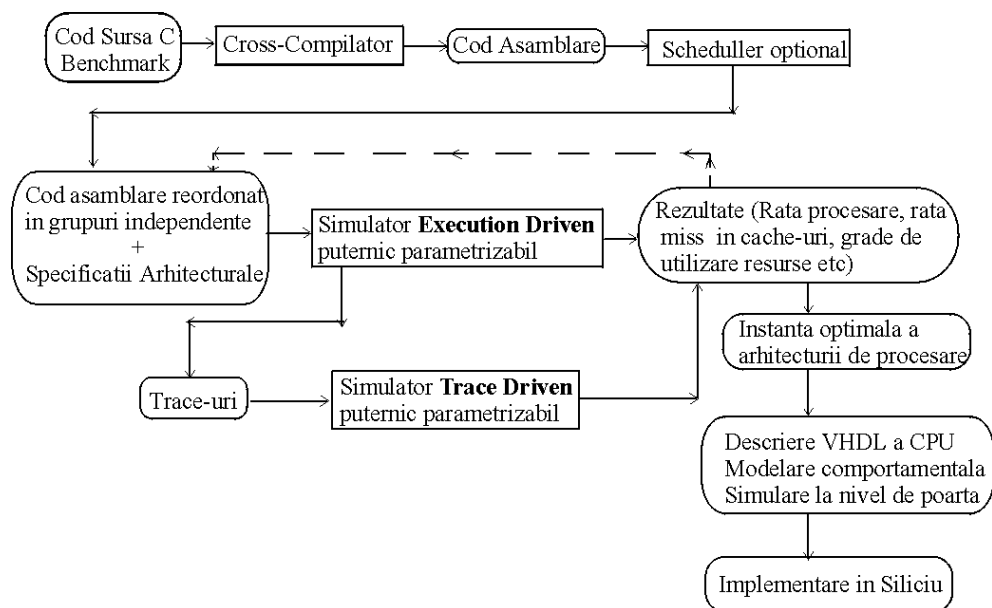 Cod Sursa C
Benchmark
Cross-Compilator
Cod Asamblare
Scheduller optional
Cod asamblare reordonat
in grupuri independente
+
Specificatii Arhitecturale
Simulator Execution Driven
puternic parametrizabil
Rezultate (Rata procesare, rata
miss in cache-uri, grade de
utilizare resurse etc)
Instanta optimala a
arhitecturii de procesare
Trace-uri
Simulator Trace Driven
puternic parametrizabil
Descriere VHDL a CPU
Modelare comportamentala
Simulare la nivel de poarta
Implementare in Siliciu